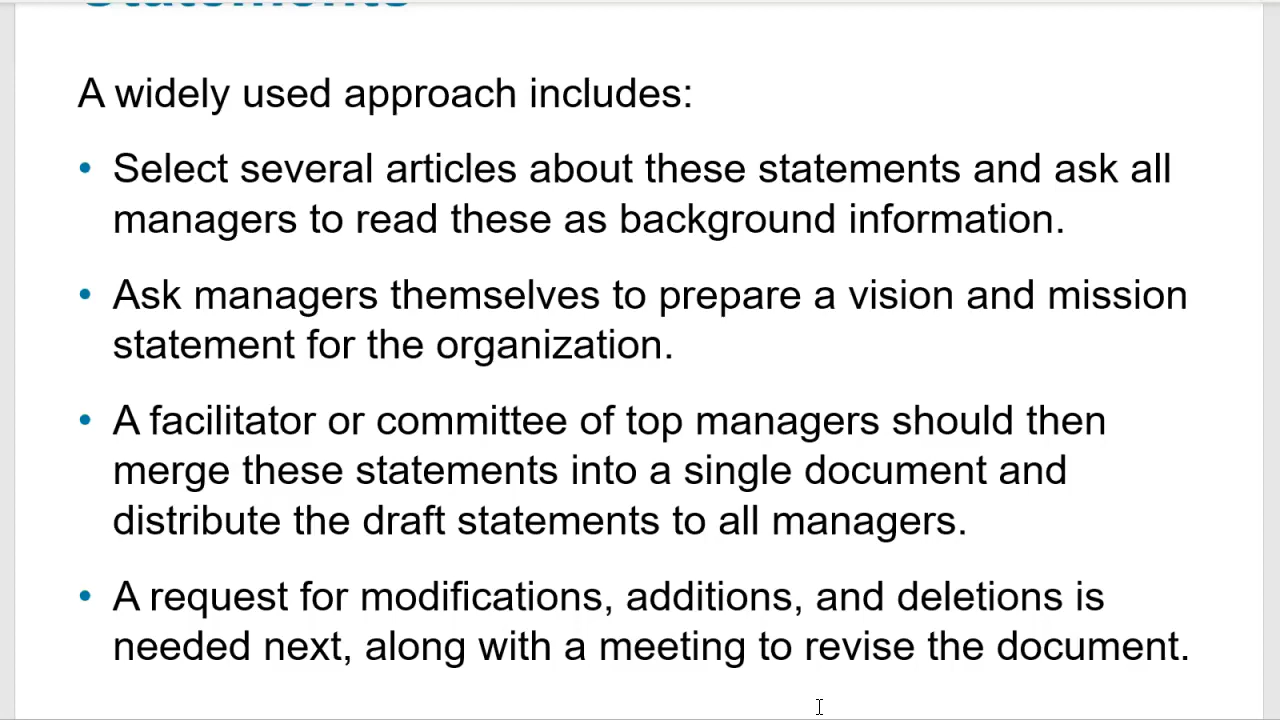 A widely used approach includes:
• Select several articles about these statements and ask all
managers to read these as background information.
• Ask managers themselves to prepare a vision and mission
statement for the organization.
• A facilitator or committee of top managers should then
merge these statements into a single document and
distribute the draft statements to all managers.
• A request for modifications, additions, and deletions is
needed next, along with a meeting to revise the document.